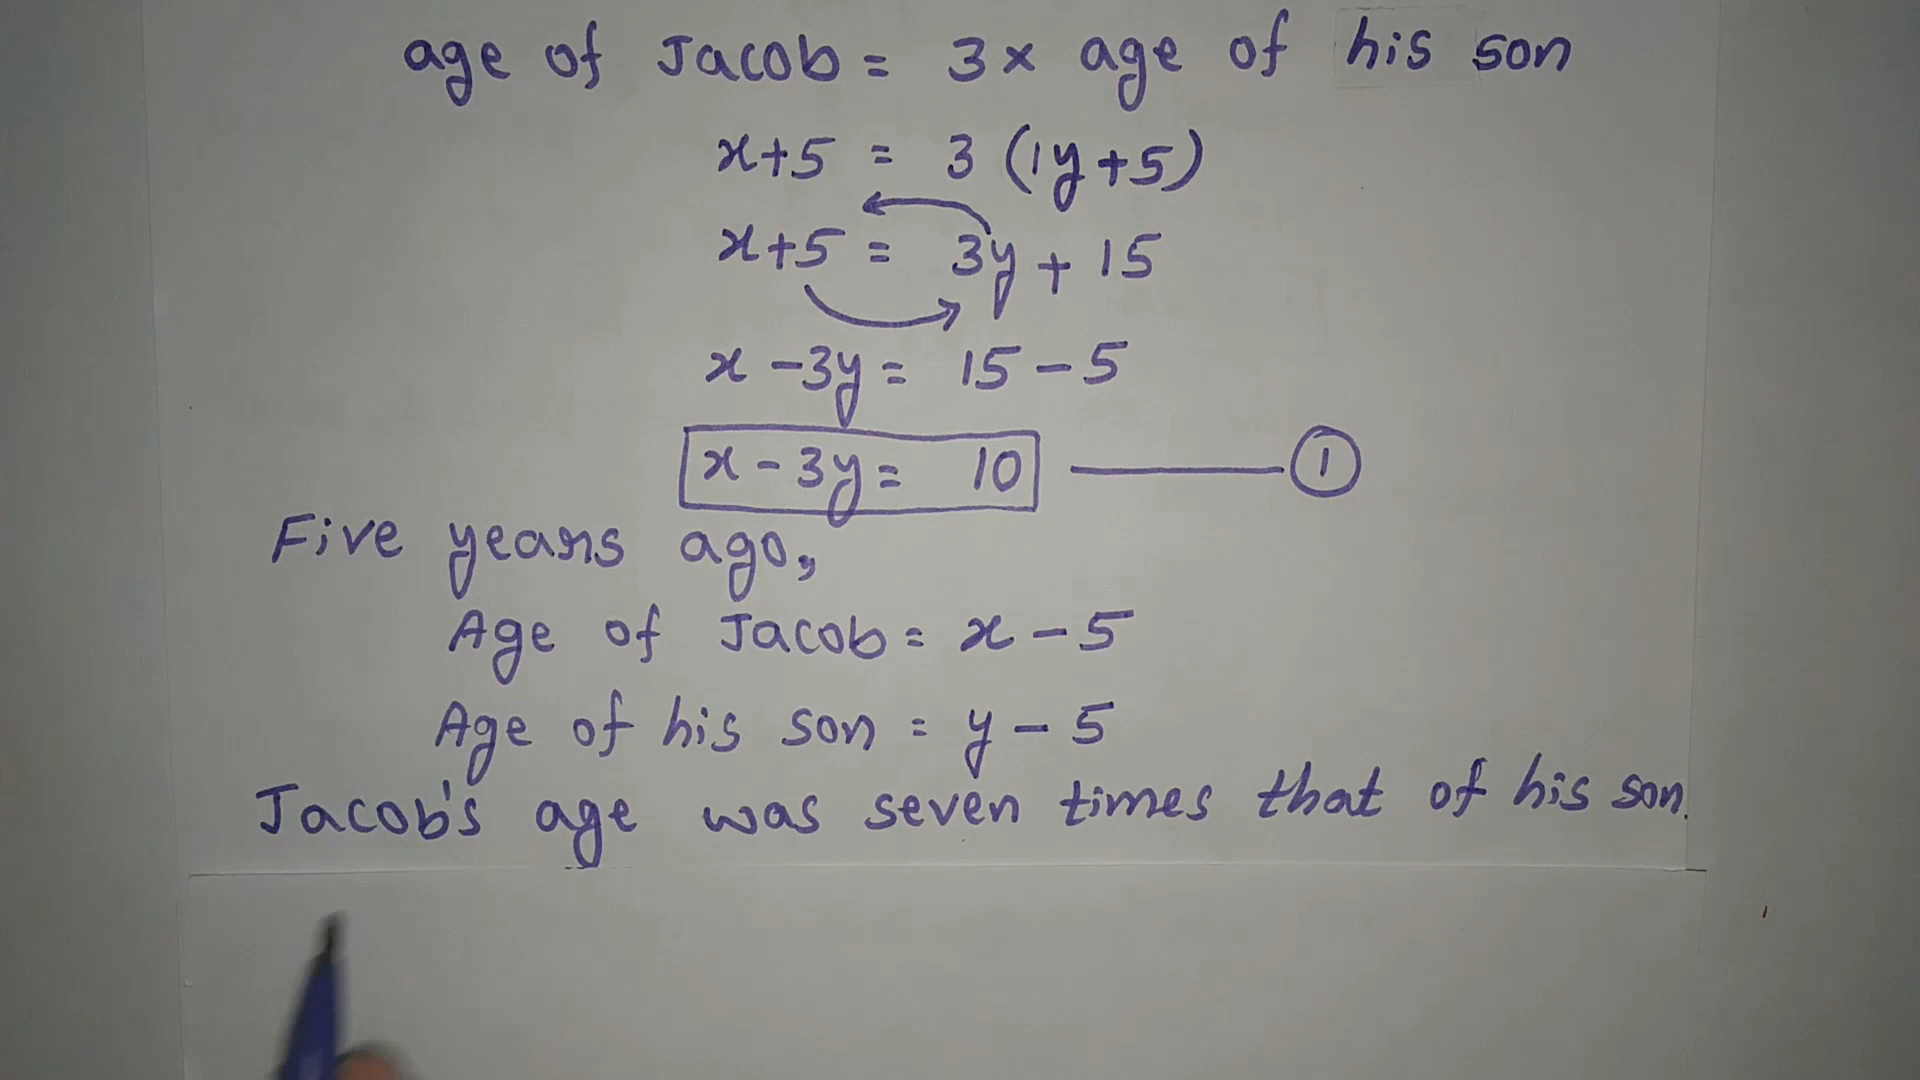 age of Jacob = 3 × age of his son
x+5 = 3 (1y+5)
x+5 = 3y + 15
x - 3y = 15 - 5
x - 3y = 10 ——— ①
Five years ago,
Age of Jacob = x - 5
Age of his son = y - 5
Jacob's age was seven times that of his son.